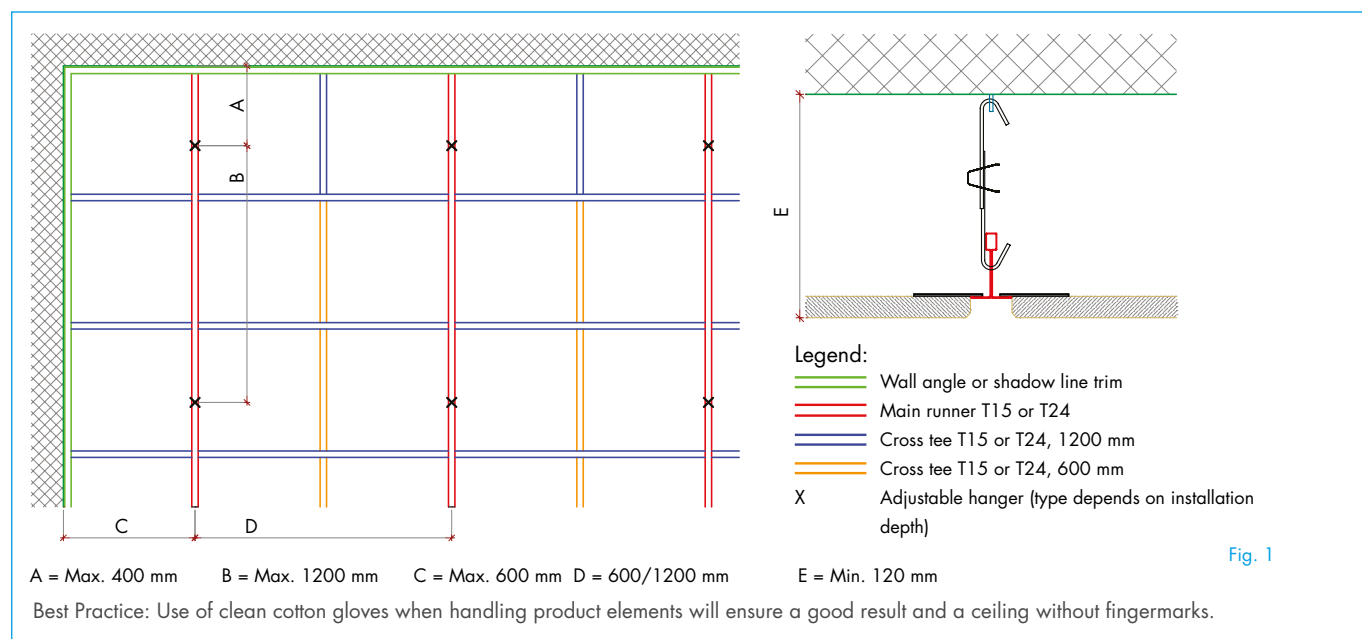 A
B
C
D
E
Legend:
Wall angle or shadow line trim
Main runner T15 or T24
Cross tee T15 or T24, 1200 mm
Cross tee T15 or T24, 600 mm
X Adjustable hanger (type depends on installation
depth)
Fig. 1
A = Max. 400 mm B = Max. 1200 mm C = Max. 600 mm D = 600/1200 mm E = Min. 120 mm
Best Practice: Use of clean cotton gloves when handling product elements will ensure a good result and a ceiling without fingermarks.